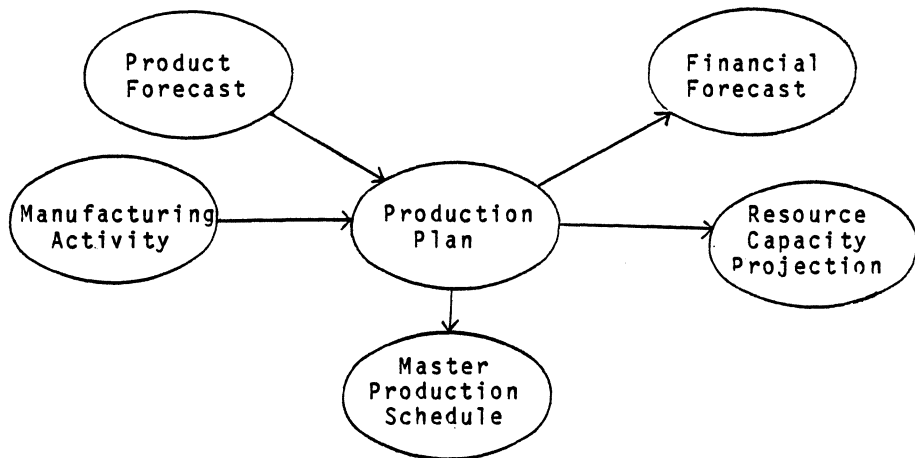 Product
Forecast
Financial
Forecast
Manufacturing
Activity
Production
Plan
Resource
Capacity
Projection
Master
Production
Schedule